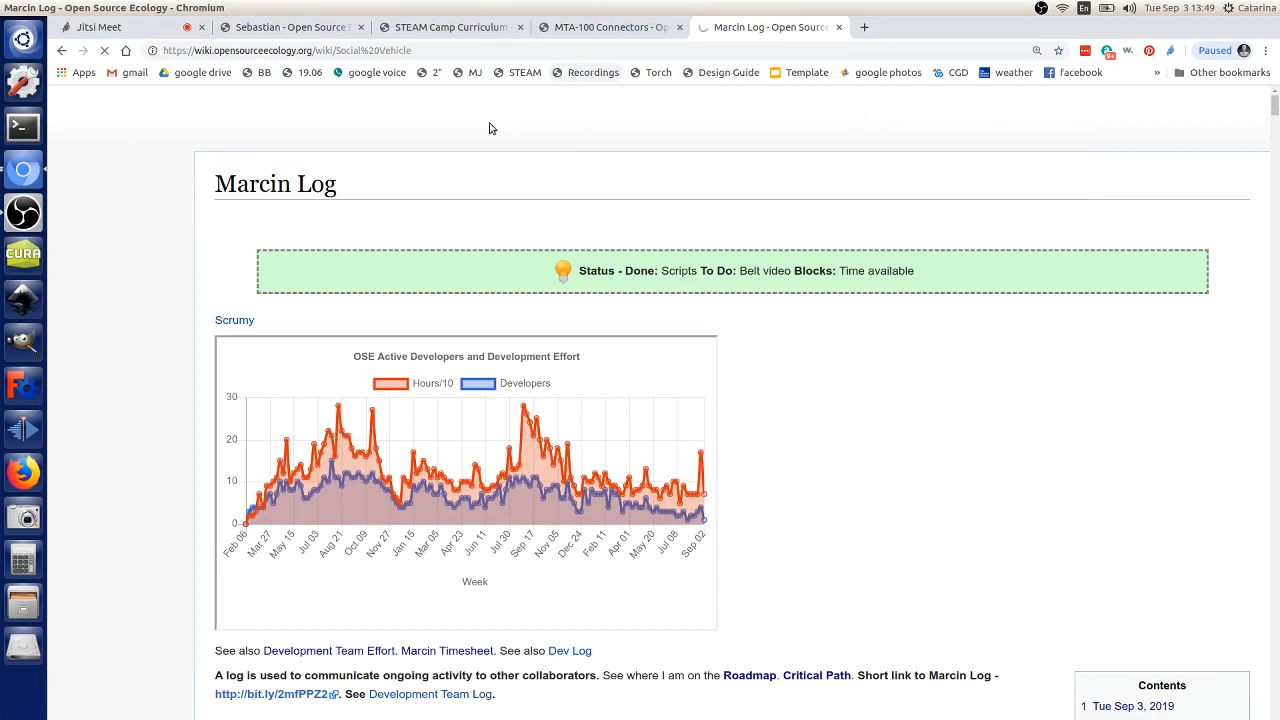 Marcin Log - Open Source Ecology - Chromium
En
Tue Sep 3 13:49
Catarina
Jitsi Meet
Sebastian - Open Source E
STEAM Camp Curriculum
MTA-100 Connectors - Op
Marcin Log - Open Source
https://wiki.opensourceecology.org/wiki/Social%20Vehicle
9+
Paused
Apps
gmail
google drive
BB
19.06
google voice
2"
MJ
STEAM
Recordings
Torch
Design Guide
Template
google photos
CGD
weather
facebook
»
Other bookmarks
CURA
Marcin Log
Status - Done: Scripts To Do: Belt video Blocks: Time available
Scrumy
OSE Active Developers and Development Effort
Hours/10
Developers
30
20
10
0
Feb 06
Mar 27
May 15
Jul 03
Aug 21
Oct 09
Nov 27
Jan 15
Mar 05
Apr 23
Jun 11
Jul 30
Sep 17
Nov 05
Dec 24
Feb 11
Apr 01
May 20
Jul 08
Sep 02
Week
See also Development Team Effort. Marcin Timesheet. See also Dev Log
A log is used to communicate ongoing activity to other collaborators. See where I am on the Roadmap. Critical Path. Short link to Marcin Log -
http://bit.ly/2mfPPZ2. See Development Team Log.
Contents
1 Tue Sep 3, 2019